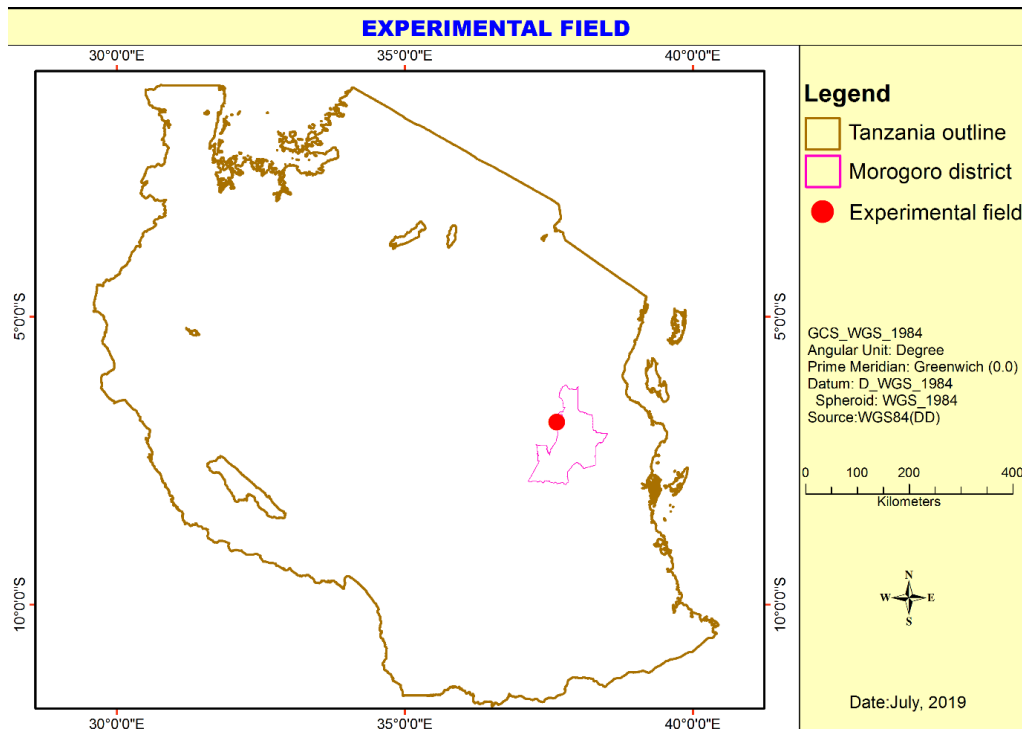 EXPERIMENTAL FIELD
30°0'0"E 35°0'0"E 40°0'0"E
5°0'0"S 5°0'0"S
10°0'0"S 10°0'0"S
30°0'0"E 35°0'0"E 40°0'0"E
Legend
Tanzania outline
Morogoro district
Experimental field
GCS_WGS_1984
Angular Unit: Degree
Prime Meridian: Greenwich (0.0)
Datum: D_WGS_1984
Spheroid: WGS_1984
Source:WGS84(DD)
0 100 200 400
Kilometers
N
W E
S
Date:July, 2019